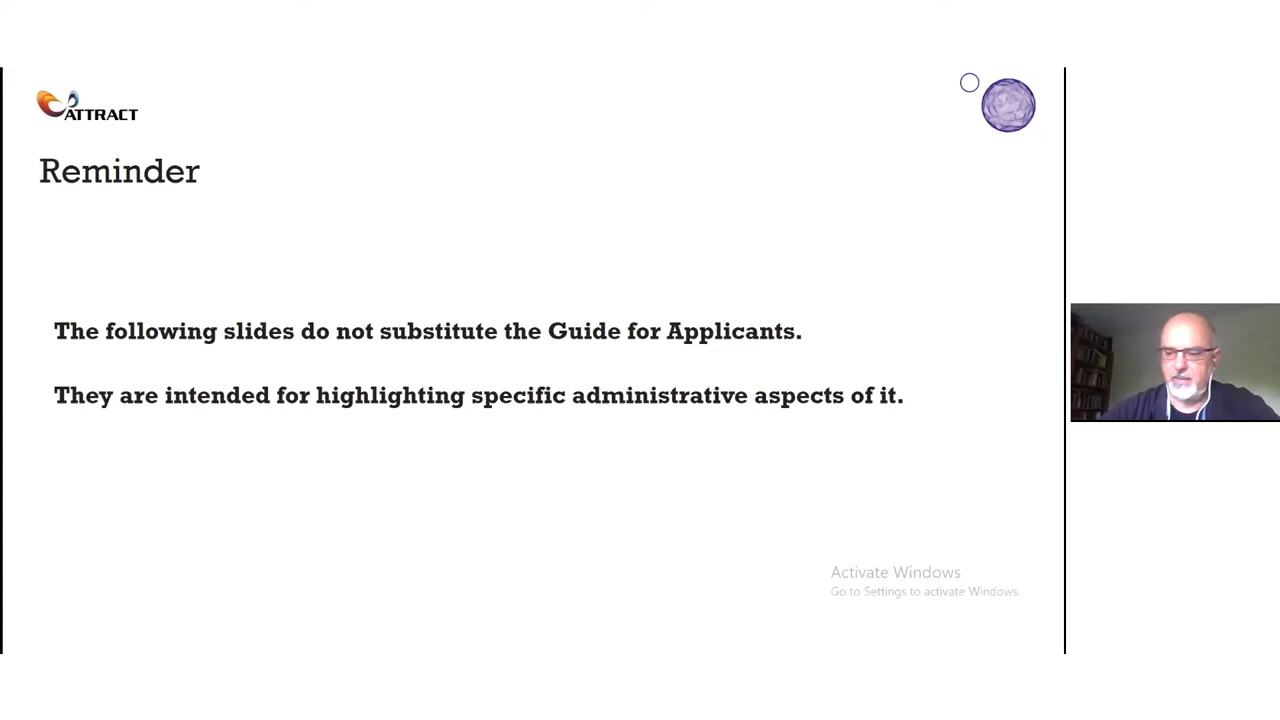 ATTRACT
Reminder
The following slides do not substitute the Guide for Applicants.
They are intended for highlighting specific administrative aspects of it.
Activate Windows
Go to Settings to activate Windows.